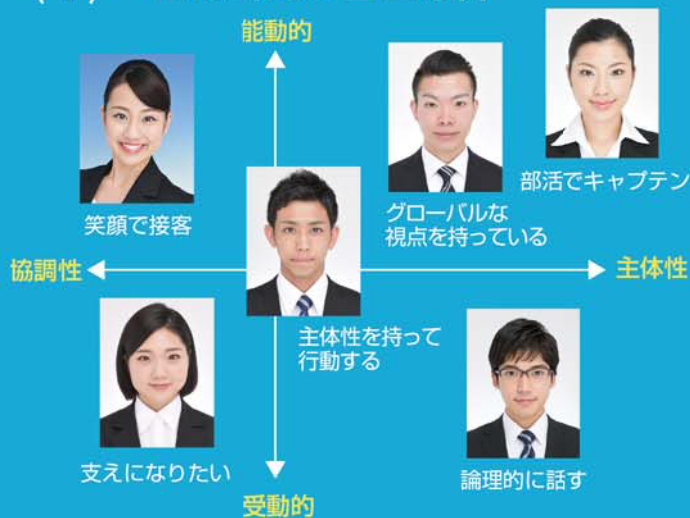 能動的
部活でキャプテン
グローバルな
視点を持っている
笑顔で接客
協調性
主体性
主体性を持って
行動する
支えになりたい
論理的に話す
受動的